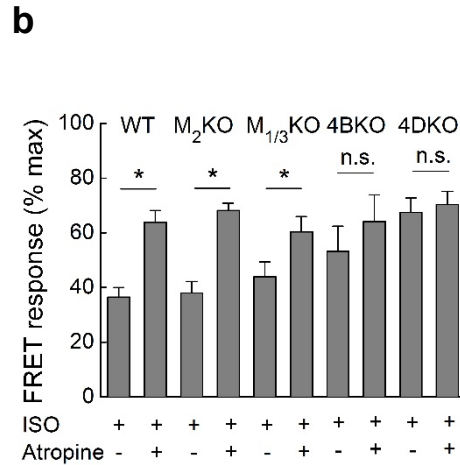 b
WT M₂KO M₁/₃KO 4BKO 4DKO
* * * n.s. n.s.
FRET response (% max)
100
80
60
40
20
0
ISO + + + + + + + + + +
Atropine - + - + - + - + - +